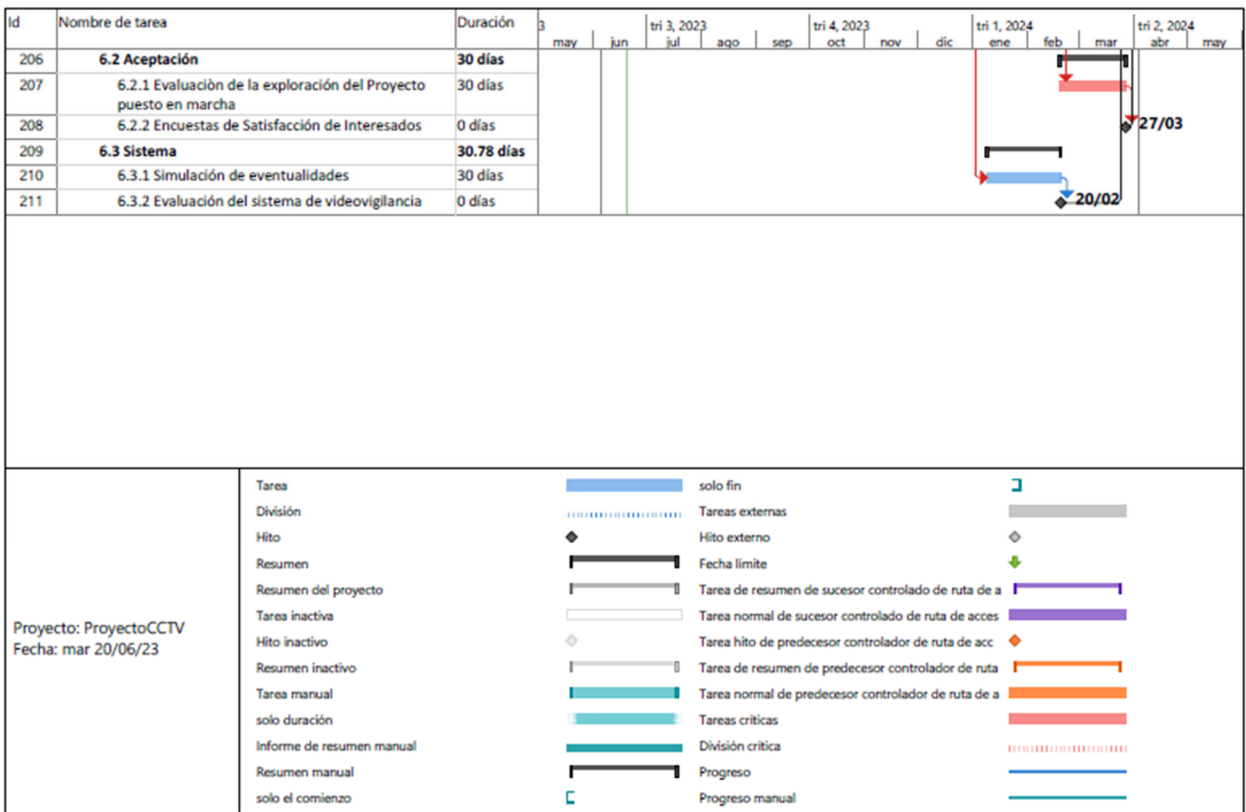 Id Nombre de tarea Duración 3 tri 3, 2023 tri 4, 2023 tri 1, 2024 tri 2, 2024
may jun jul ago sep oct nov dic ene feb mar abr may
206 6.2 Aceptación 30 días
207 6.2.1 Evaluaciòn de la exploración del Proyecto 30 días
puesto en marcha
208 6.2.2 Encuestas de Satisfacción de Interesados 0 días 27/03
209 6.3 Sistema 30.78 días
210 6.3.1 Simulación de eventualidades 30 días
211 6.3.2 Evaluación del sistema de videovigilancia 0 días 20/02
Proyecto: ProyectoCCTV
Fecha: mar 20/06/23
Tarea
División
Hito
Resumen
Resumen del proyecto
Tarea inactiva
Hito inactivo
Resumen inactivo
Tarea manual
solo duración
Informe de resumen manual
Resumen manual
solo el comienzo
solo fin
Tareas externas
Hito externo
Fecha límite
Tarea de resumen de sucesor controlado de ruta de a
Tarea normal de sucesor controlado de ruta de acces
Tarea hito de predecesor controlador de ruta de acc
Tarea de resumen de predecesor controlador de ruta
Tarea normal de predecesor controlador de ruta de a
Tareas críticas
División crítica
Progreso
Progreso manual